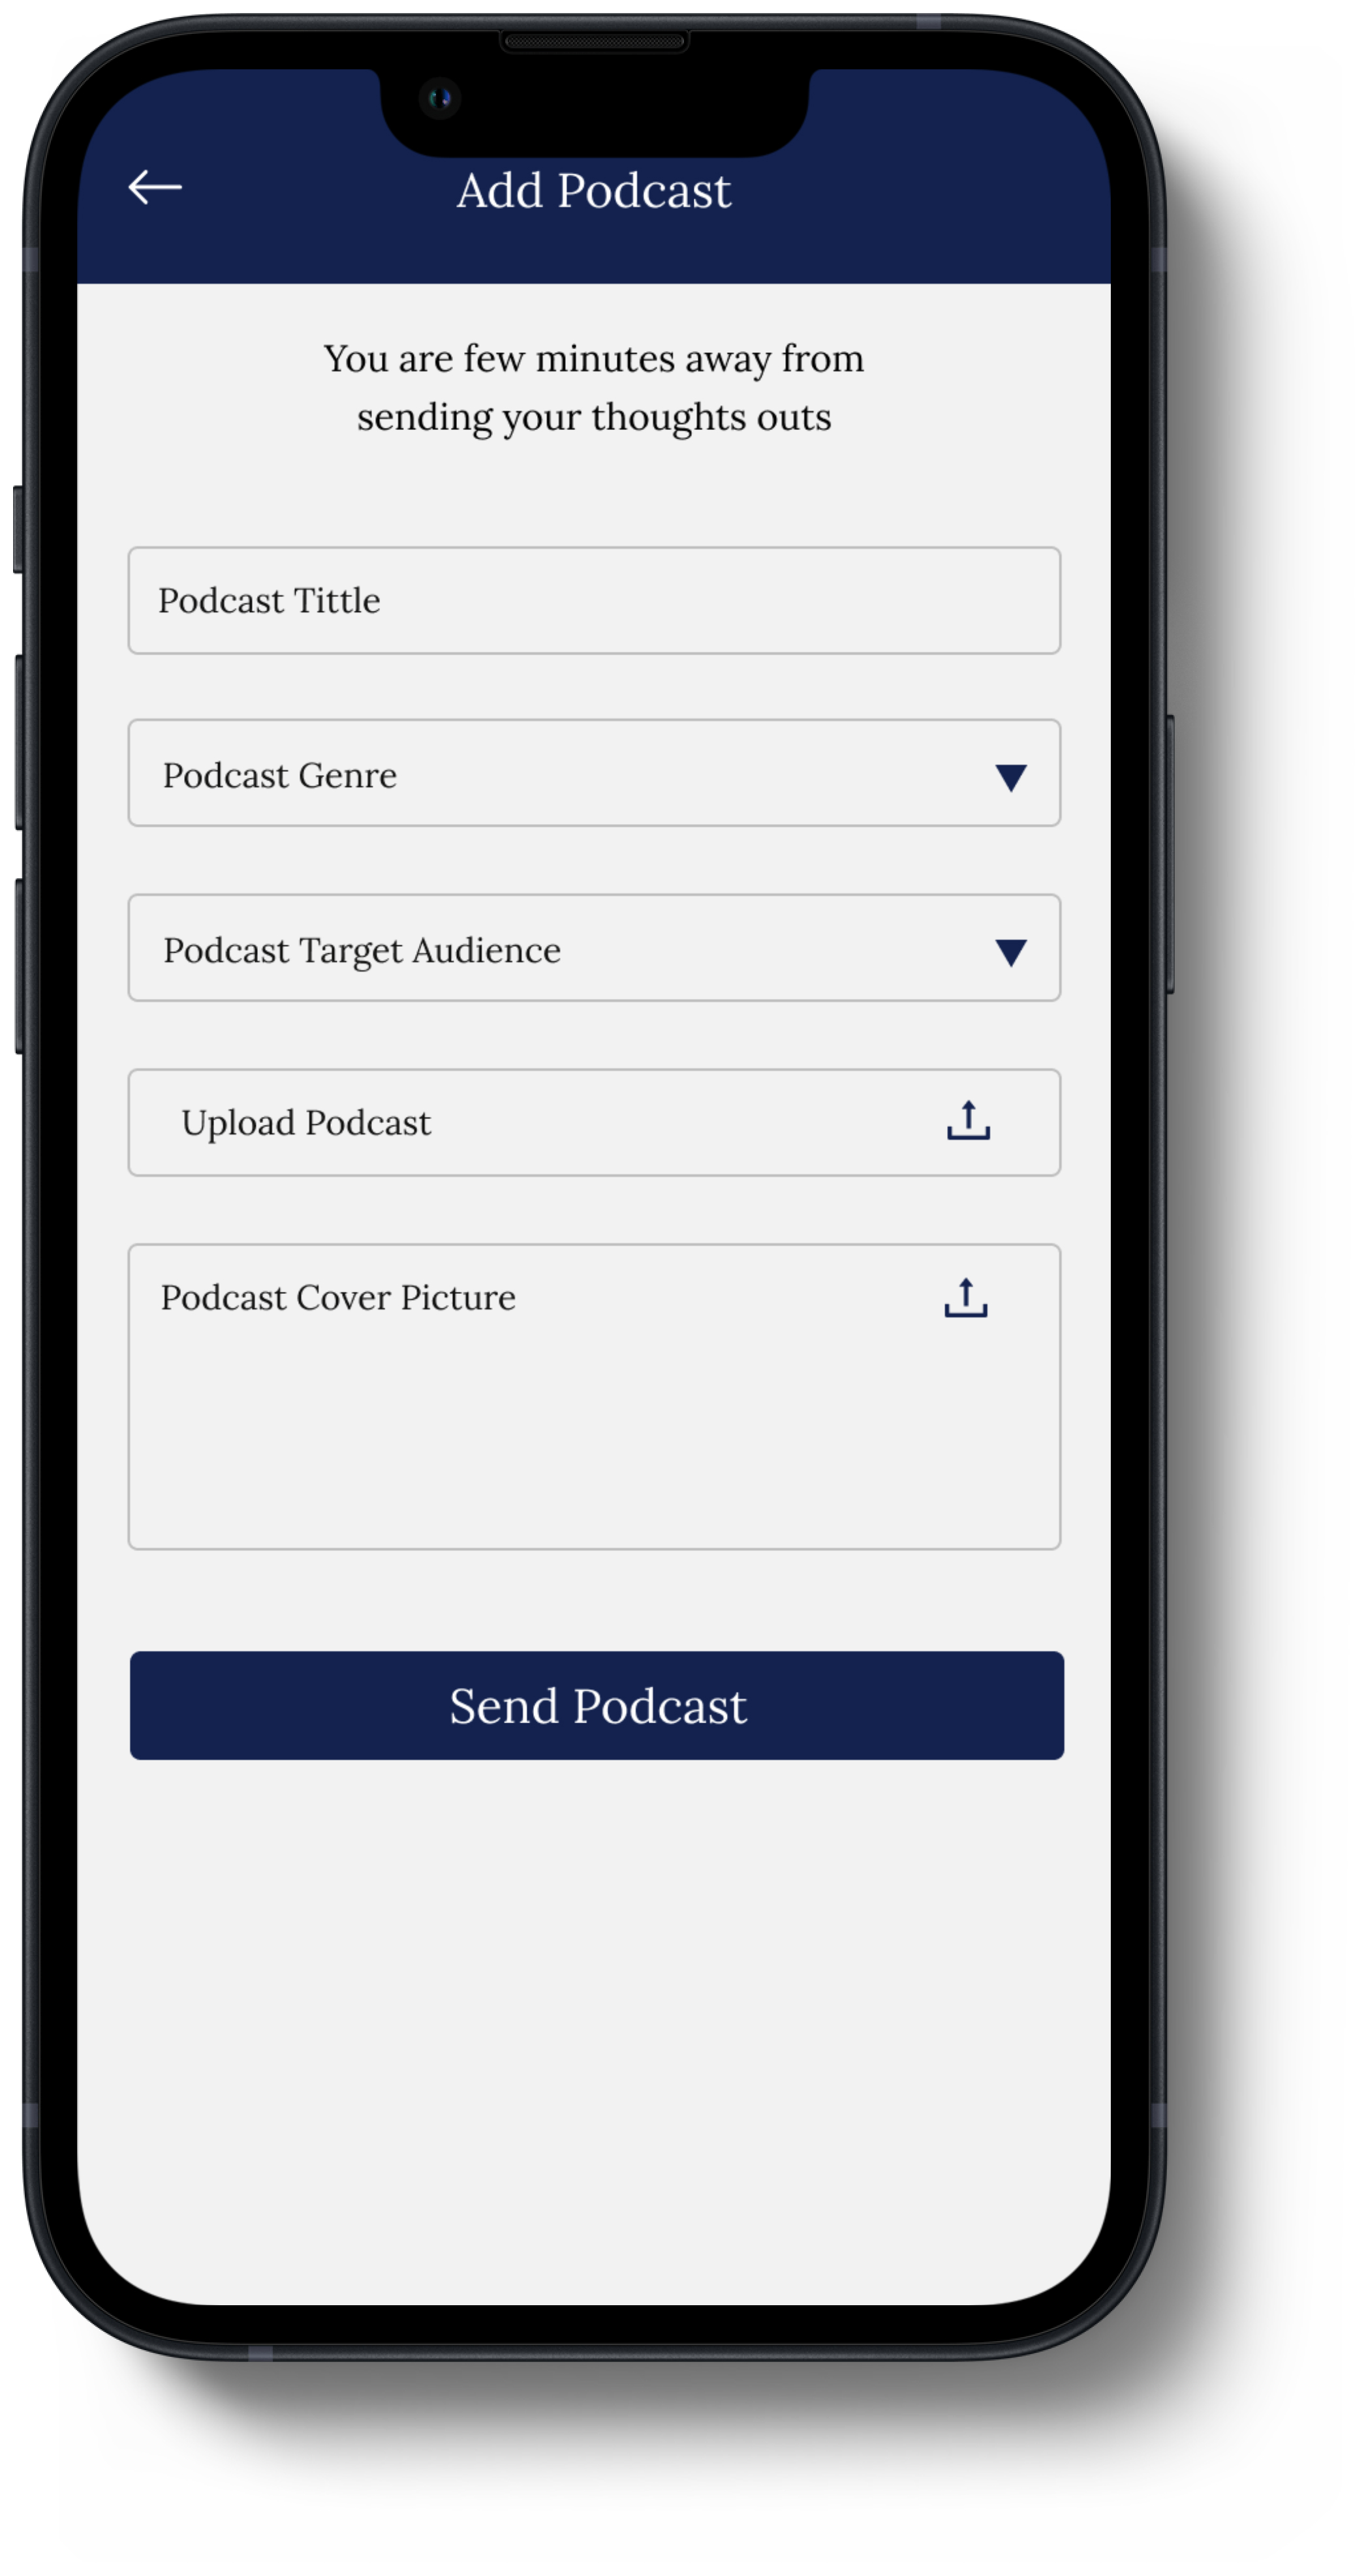 Add Podcast
You are few minutes away from
sending your thoughts outs
Podcast Tittle
Podcast Genre
Podcast Target Audience
Upload Podcast
Podcast Cover Picture
Send Podcast